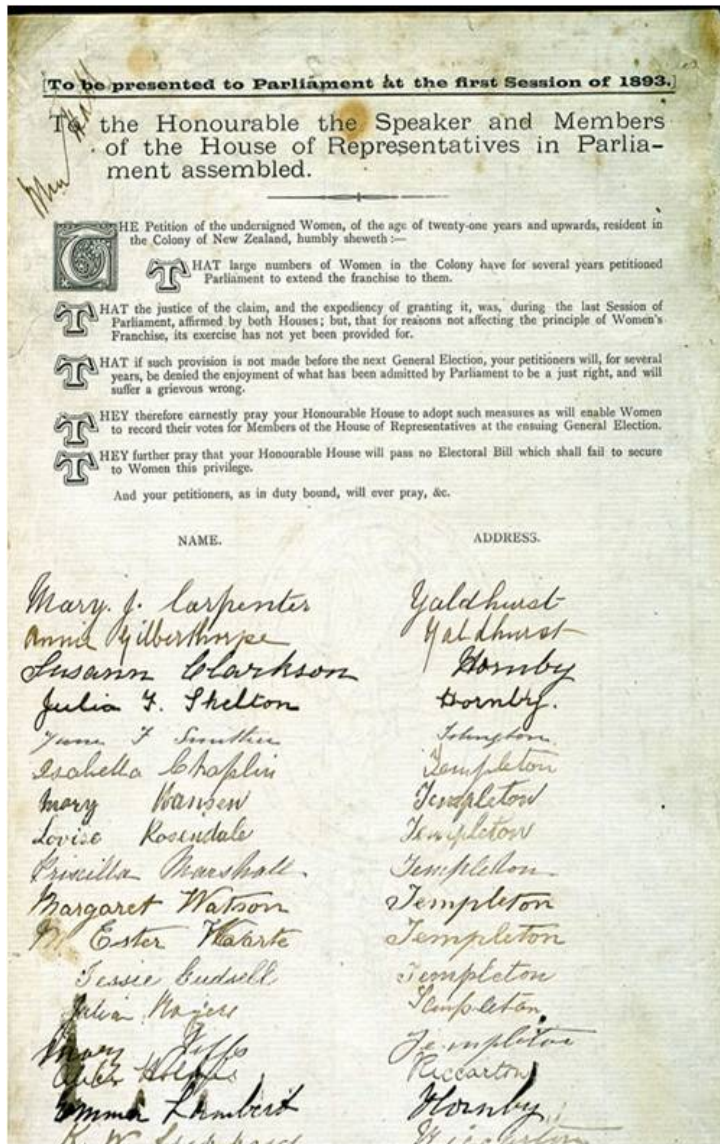 [To be presented to Parliament at the first Session of 1893.]
To the Honourable the Speaker and Members
of the House of Representatives in Parlia-
ment assembled.
THE Petition of the undersigned Women, of the age of twenty-one years and upwards, resident in
the Colony of New Zealand, humbly sheweth :—
THAT large numbers of Women in the Colony have for several years petitioned
Parliament to extend the franchise to them.
THAT the justice of the claim, and the expediency of granting it, was, during the last Session of
Parliament, affirmed by both Houses; but, that for reasons not affecting the principle of Women's
Franchise, its exercise has not yet been provided for.
THAT if such provision is not made before the next General Election, your petitioners will, for several
years, be denied the enjoyment of what has been admitted by Parliament to be a just right, and will
suffer a grievous wrong.
THEY therefore earnestly pray your Honourable House to adopt such measures as will enable Women
to record their votes for Members of the House of Representatives at the ensuing General Election.
THEY further pray that your Honourable House will pass no Electoral Bill which shall fail to secure
to Women this privilege.
And your petitioners, as in duty bound, will ever pray, &c.
NAME. ADDRESS.
Mary. J. Carpenter Yaldhurst
Annie Gilberthorpe Yaldhurst
Susann Clarkson Hornby
Julia F. Shelton Hornby.
F
Isabella Chaplin Templeton
Mary Hansen Templeton
Louise Rosendale Templeton
Priscilla Marshall Templeton
Margaret Watson Templeton
M Ester Templeton
Jessie Templeton
Julia Templeton
Mary Jiffs Templeton
Holmes Riccarton
Emma Lambert Hornby
K. W.